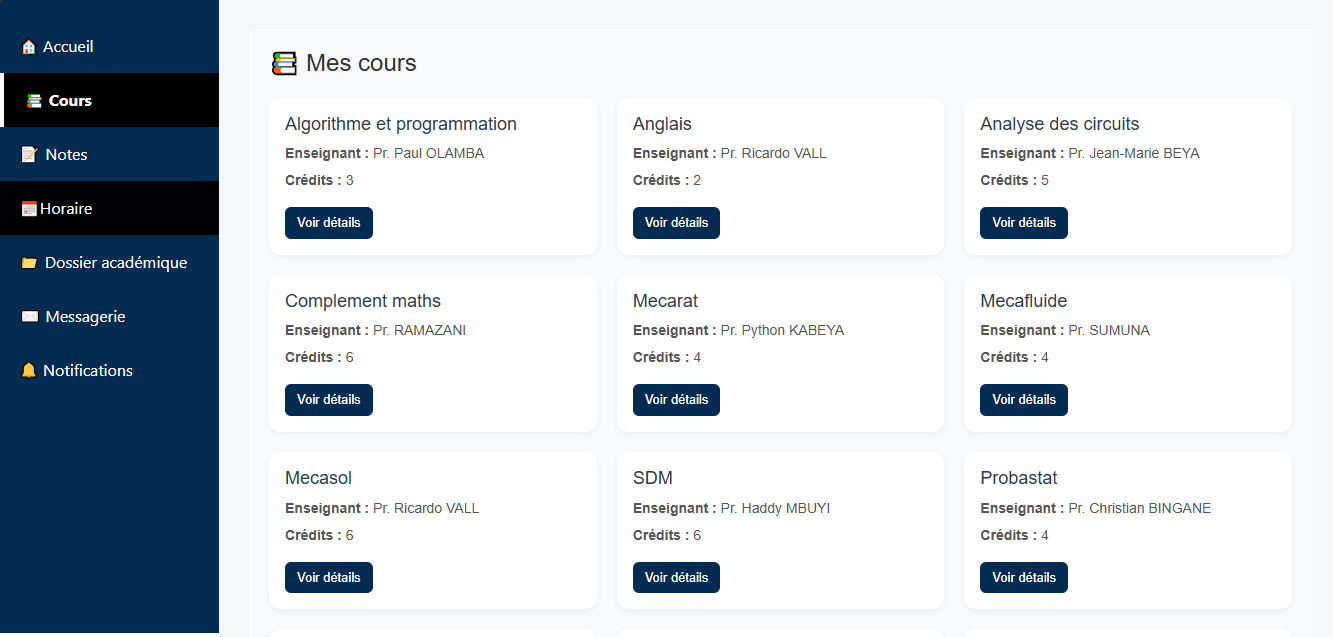 Accueil
Cours
Notes
Horaire
Dossier académique
Messagerie
Notifications
Mes cours
Algorithme et programmation
Enseignant : Pr. Paul OLAMBA
Crédits : 3
Voir détails
Anglais
Enseignant : Pr. Ricardo VALL
Crédits : 2
Voir détails
Analyse des circuits
Enseignant : Pr. Jean-Marie BEYA
Crédits : 5
Voir détails
Complement maths
Enseignant : Pr. RAMAZANI
Crédits : 6
Voir détails
Mecarat
Enseignant : Pr. Python KABEYA
Crédits : 4
Voir détails
Mecafluide
Enseignant : Pr. SUMUNA
Crédits : 4
Voir détails
Mecasol
Enseignant : Pr. Ricardo VALL
Crédits : 6
Voir détails
SDM
Enseignant : Pr. Haddy MBUYI
Crédits : 6
Voir détails
Probastat
Enseignant : Pr. Christian BINGANE
Crédits : 4
Voir détails